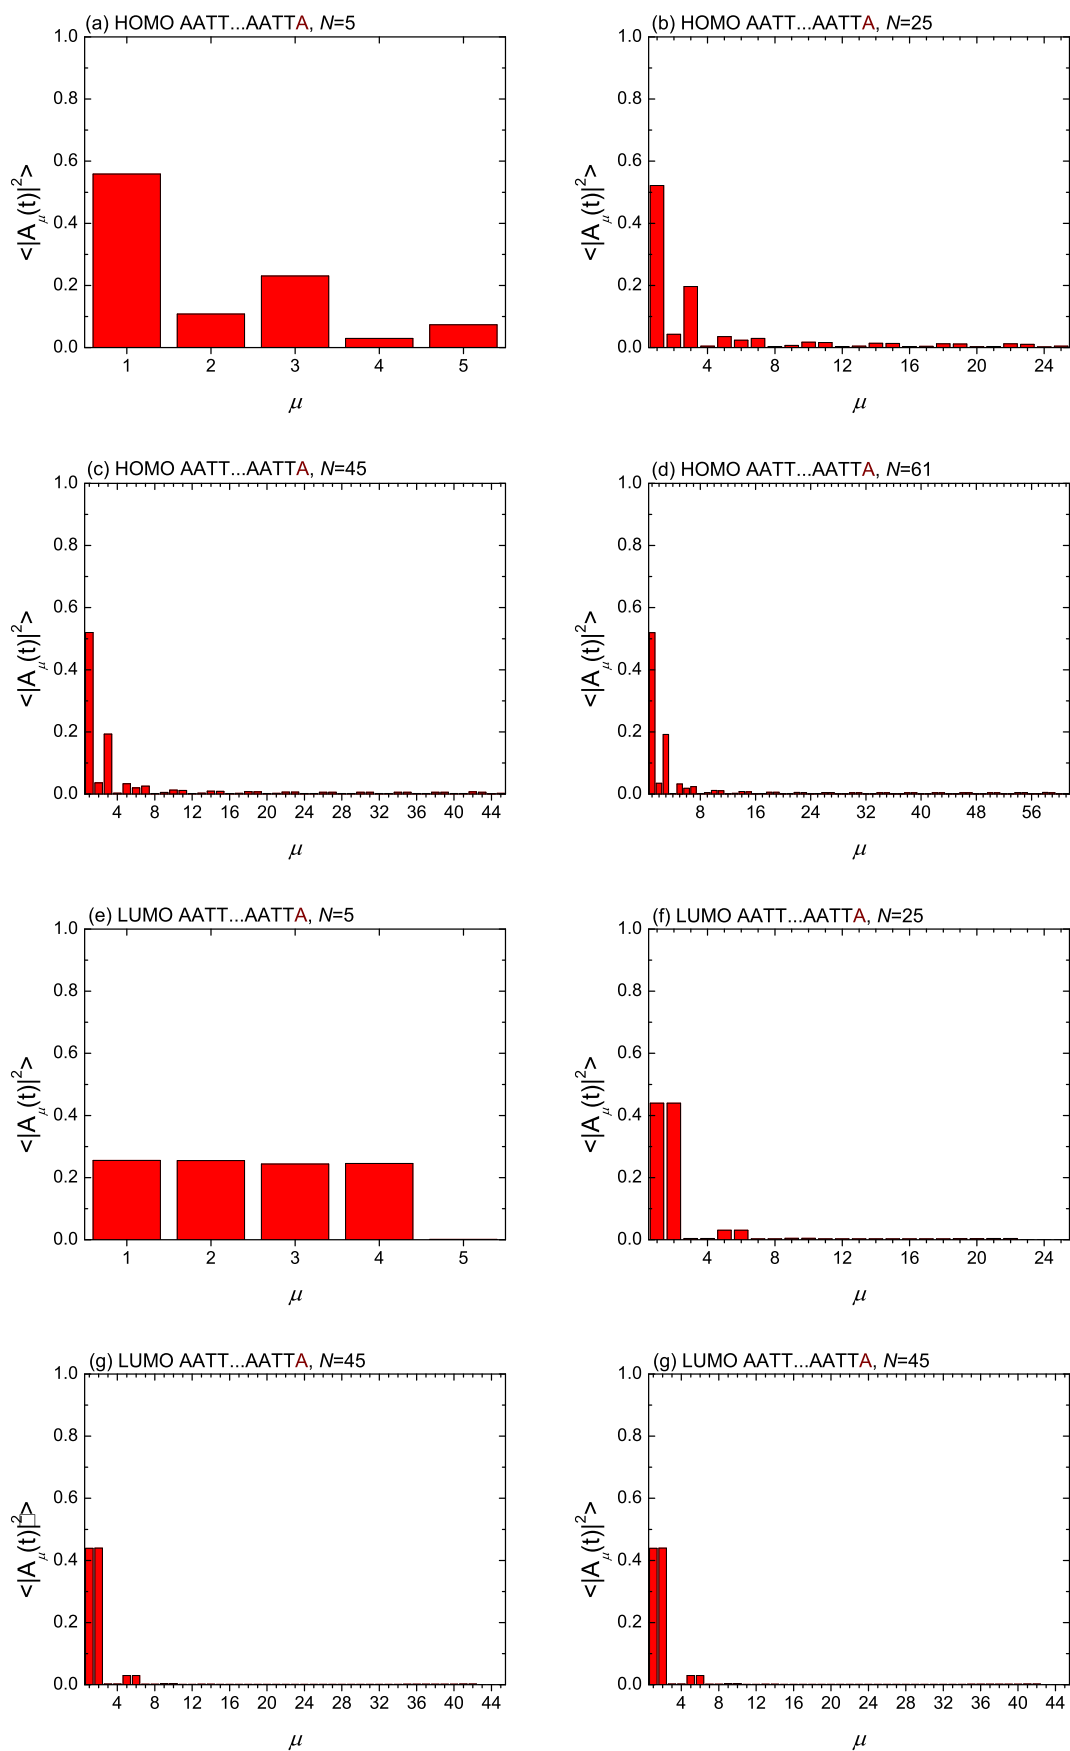 (a) HOMO AATT...AATTA, N=5
1.0
0.8
0.6
0.4
0.2
0.0
<|Aμ(t)|²>
1 2 3 4 5
μ
(b) HOMO AATT...AATTA, N=25
1.0
0.8
0.6
0.4
0.2
0.0
<|Aμ(t)|²>
4 8 12 16 20 24
μ
(c) HOMO AATT...AATTA, N=45
1.0
0.8
0.6
0.4
0.2
0.0
<|Aμ(t)|²>
4 8 12 16 20 24 28 32 36 40 44
μ
(d) HOMO AATT...AATTA, N=61
1.0
0.8
0.6
0.4
0.2
0.0
<|Aμ(t)|²>
8 16 24 32 40 48 56
μ
(e) LUMO AATT...AATTA, N=5
1.0
0.8
0.6
0.4
0.2
0.0
<|Aμ(t)|²>
1 2 3 4 5
μ
(f) LUMO AATT...AATTA, N=25
1.0
0.8
0.6
0.4
0.2
0.0
<|Aμ(t)|²>
4 8 12 16 20 24
μ
(g) LUMO AATT...AATTA, N=45
1.0
0.8
0.6
0.4
0.2
0.0
<|Aμ(t)|²>
4 8 12 16 20 24 28 32 36 40 44
μ
(g) LUMO AATT...AATTA, N=45
1.0
0.8
0.6
0.4
0.2
0.0
<|Aμ(t)|²>
4 8 12 16 20 24 28 32 36 40 44
μ